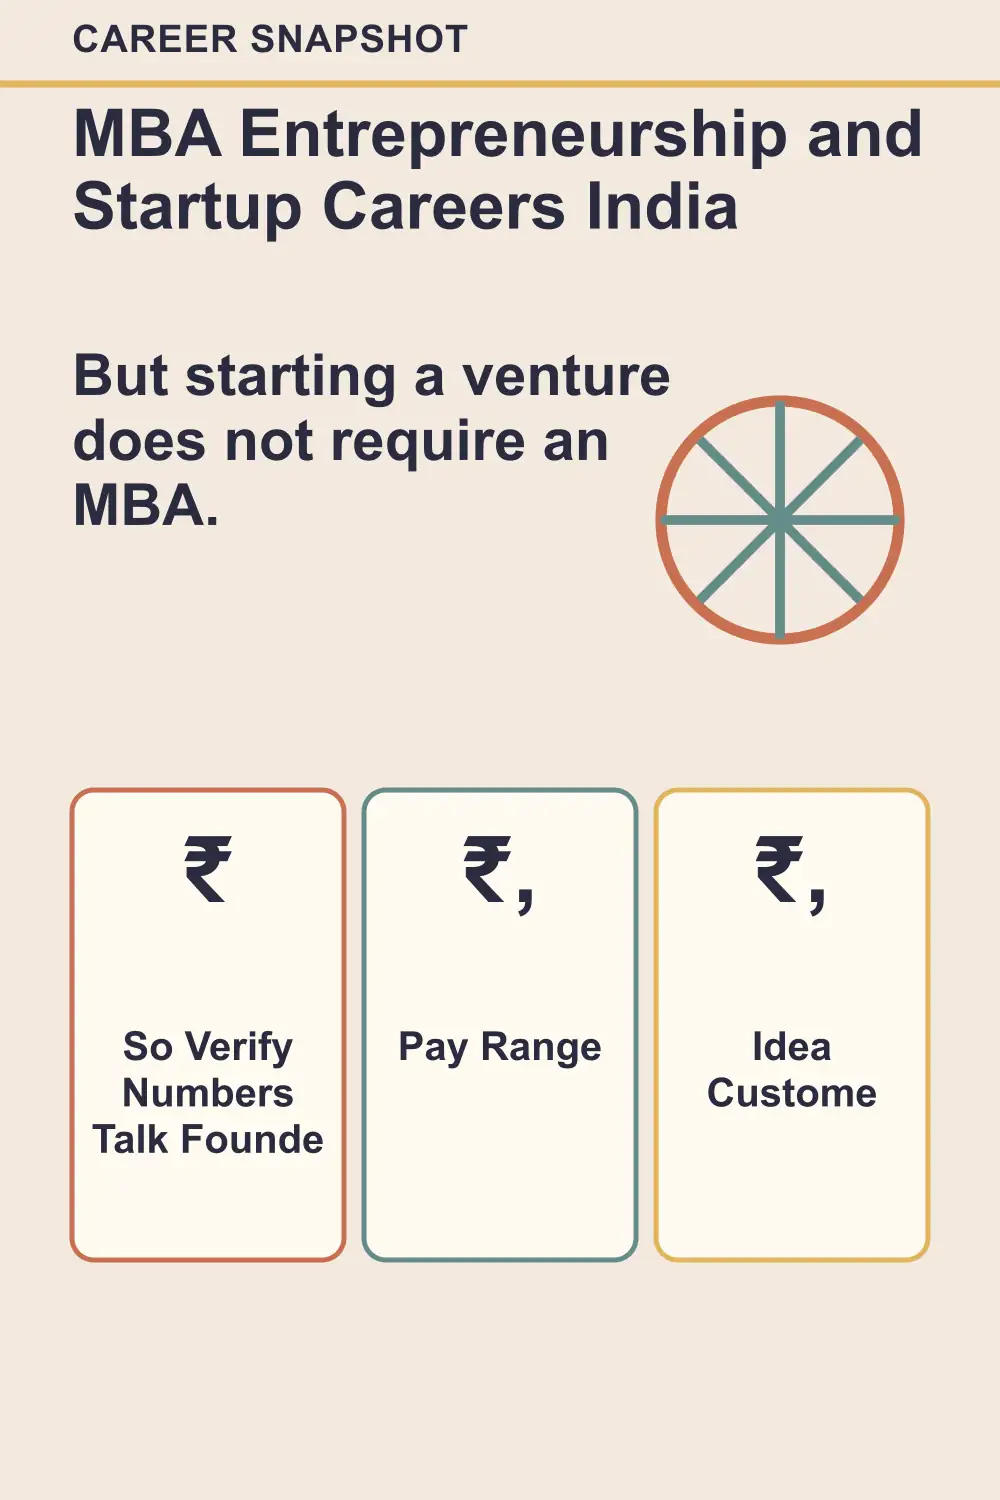 CAREER SNAPSHOT
MBA Entrepreneurship and
Startup Careers India
But starting a venture
does not require an
MBA.
₹
So Verify
Numbers
Talk Founde
₹,
Pay Range
₹,
Idea
Custome